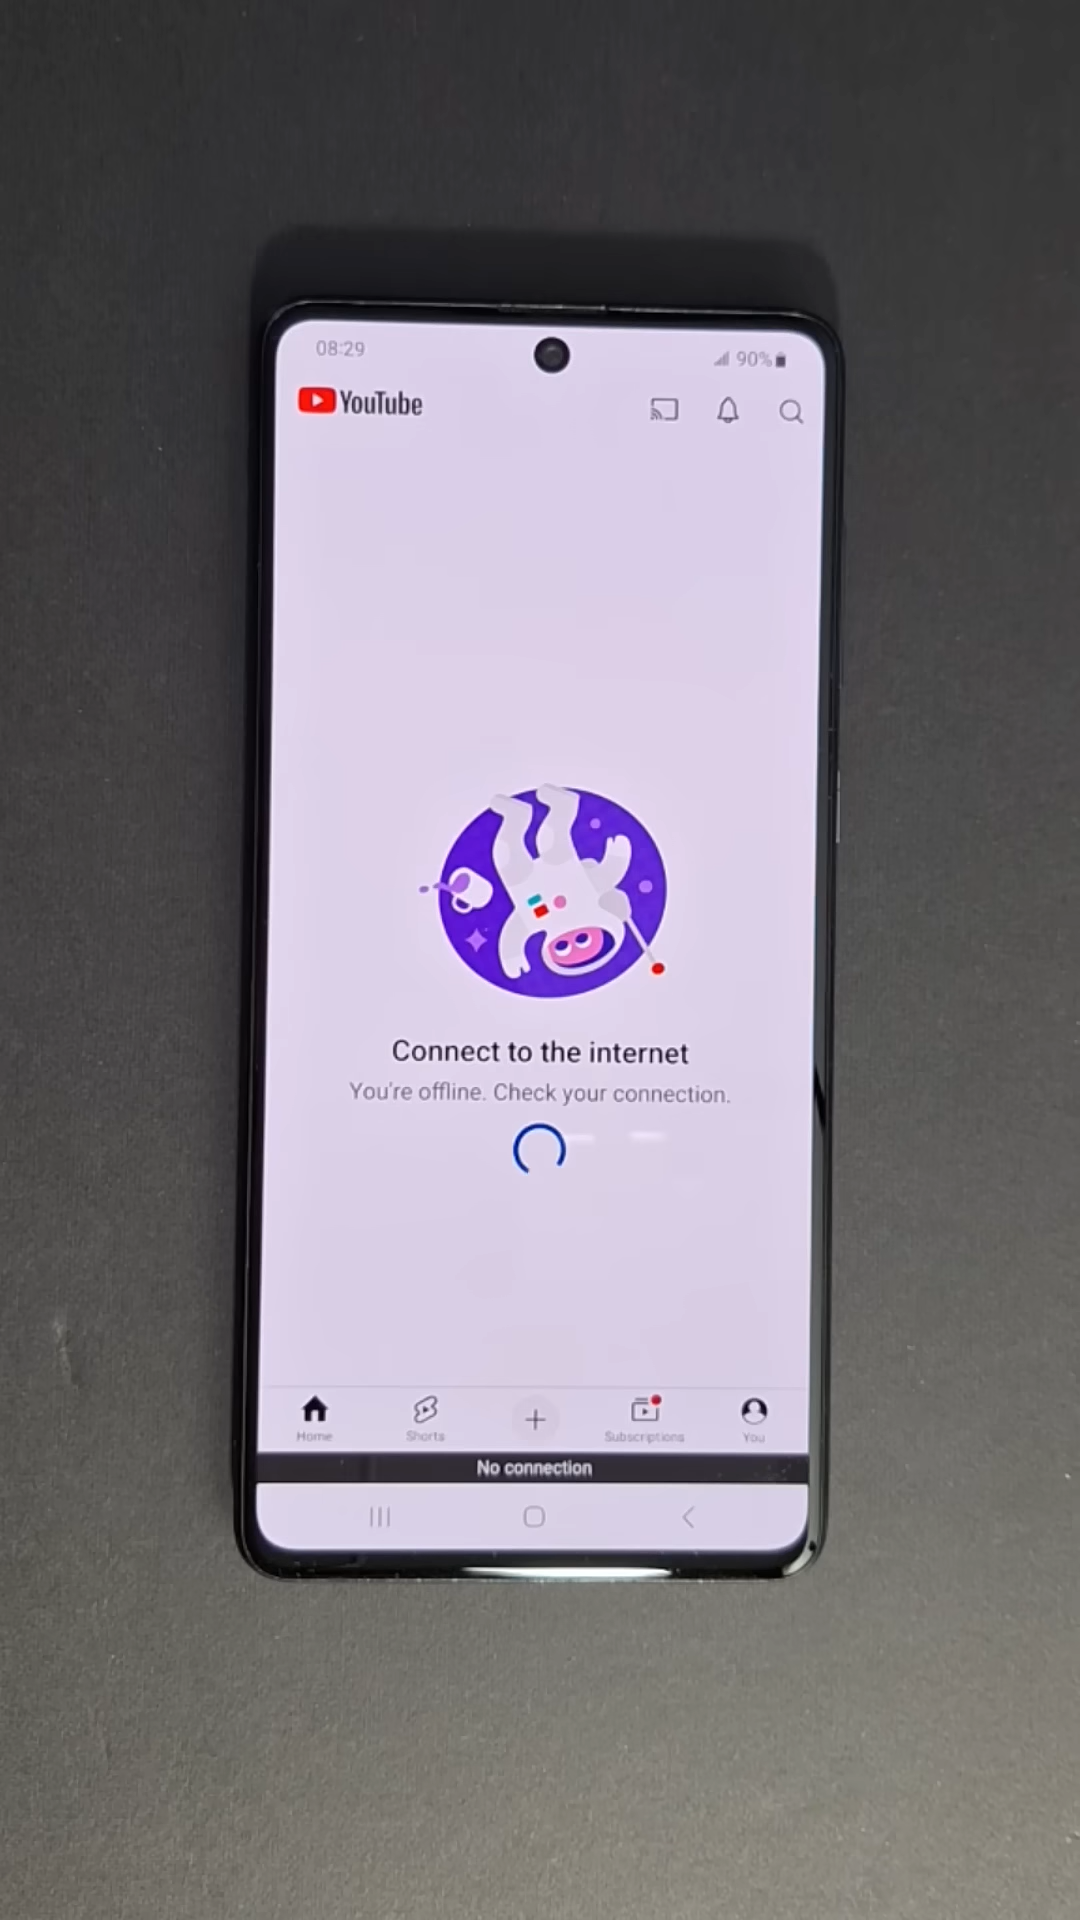 08:29
90%
YouTube
Connect to the internet
You're offline. Check your connection.
Home
Shorts
Subscriptions
You
No connection